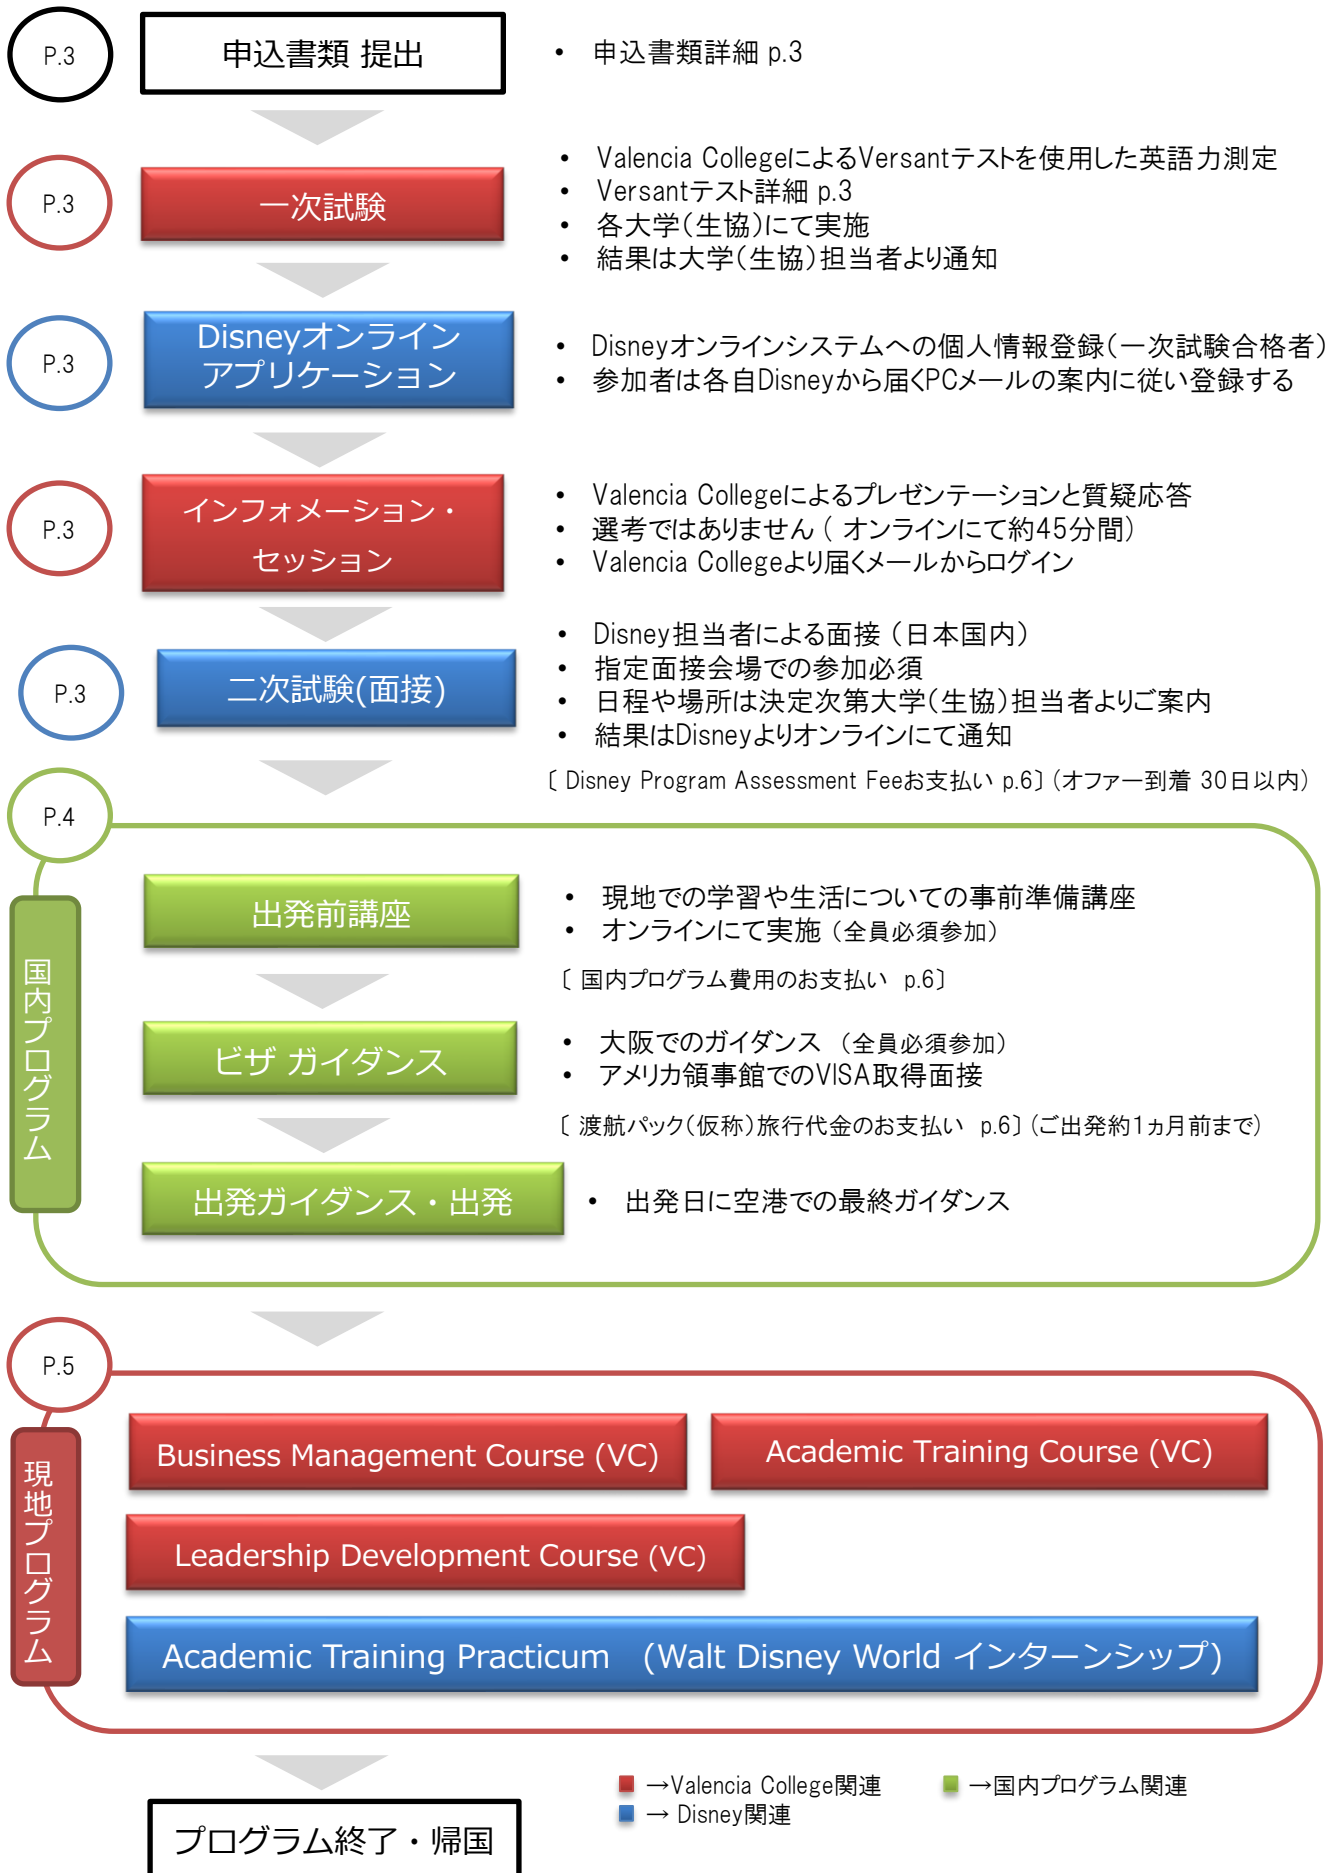 P.3
申込書類 提出
• 申込書類詳細 p.3
P.3
一次試験
• Valencia CollegeによるVersantテストを使用した英語力測定
• Versantテスト詳細 p.3
• 各大学（生協）にて実施
• 結果は大学（生協）担当者より通知
P.3
Disneyオンライン
アプリケーション
• Disneyオンラインシステムへの個人情報登録（一次試験合格者）
• 参加者は各自Disneyから届くPCメールの案内に従い登録する
P.3
インフォメーション・
セッション
• Valencia Collegeによるプレゼンテーションと質疑応答
• 選考ではありません（ オンラインにて約45分間）
• Valencia Collegeより届くメールからログイン
P.3
二次試験(面接)
• Disney担当者による面接 （日本国内）
• 指定面接会場での参加必須
• 日程や場所は決定次第大学（生協）担当者よりご案内
• 結果はDisneyよりオンラインにて通知
〔 Disney Program Assessment Feeお支払い p.6〕（オファー到着 30日以内）
P.4
国内プログラム
出発前講座
• 現地での学習や生活についての事前準備講座
• オンラインにて実施 （全員必須参加）
〔 国内プログラム費用のお支払い p.6〕
ビザ ガイダンス
• 大阪でのガイダンス （全員必須参加）
• アメリカ領事館でのVISA取得面接
〔 渡航パック（仮称）旅行代金のお支払い p.6〕（ご出発約1ヵ月前まで）
出発ガイダンス・出発
• 出発日に空港での最終ガイダンス
P.5
現地プログラム
Business Management Course (VC)
Academic Training Course (VC)
Leadership Development Course (VC)
Academic Training Practicum (Walt Disney World インターンシップ)
→Valencia College関連
→国内プログラム関連
→ Disney関連
プログラム終了・帰国